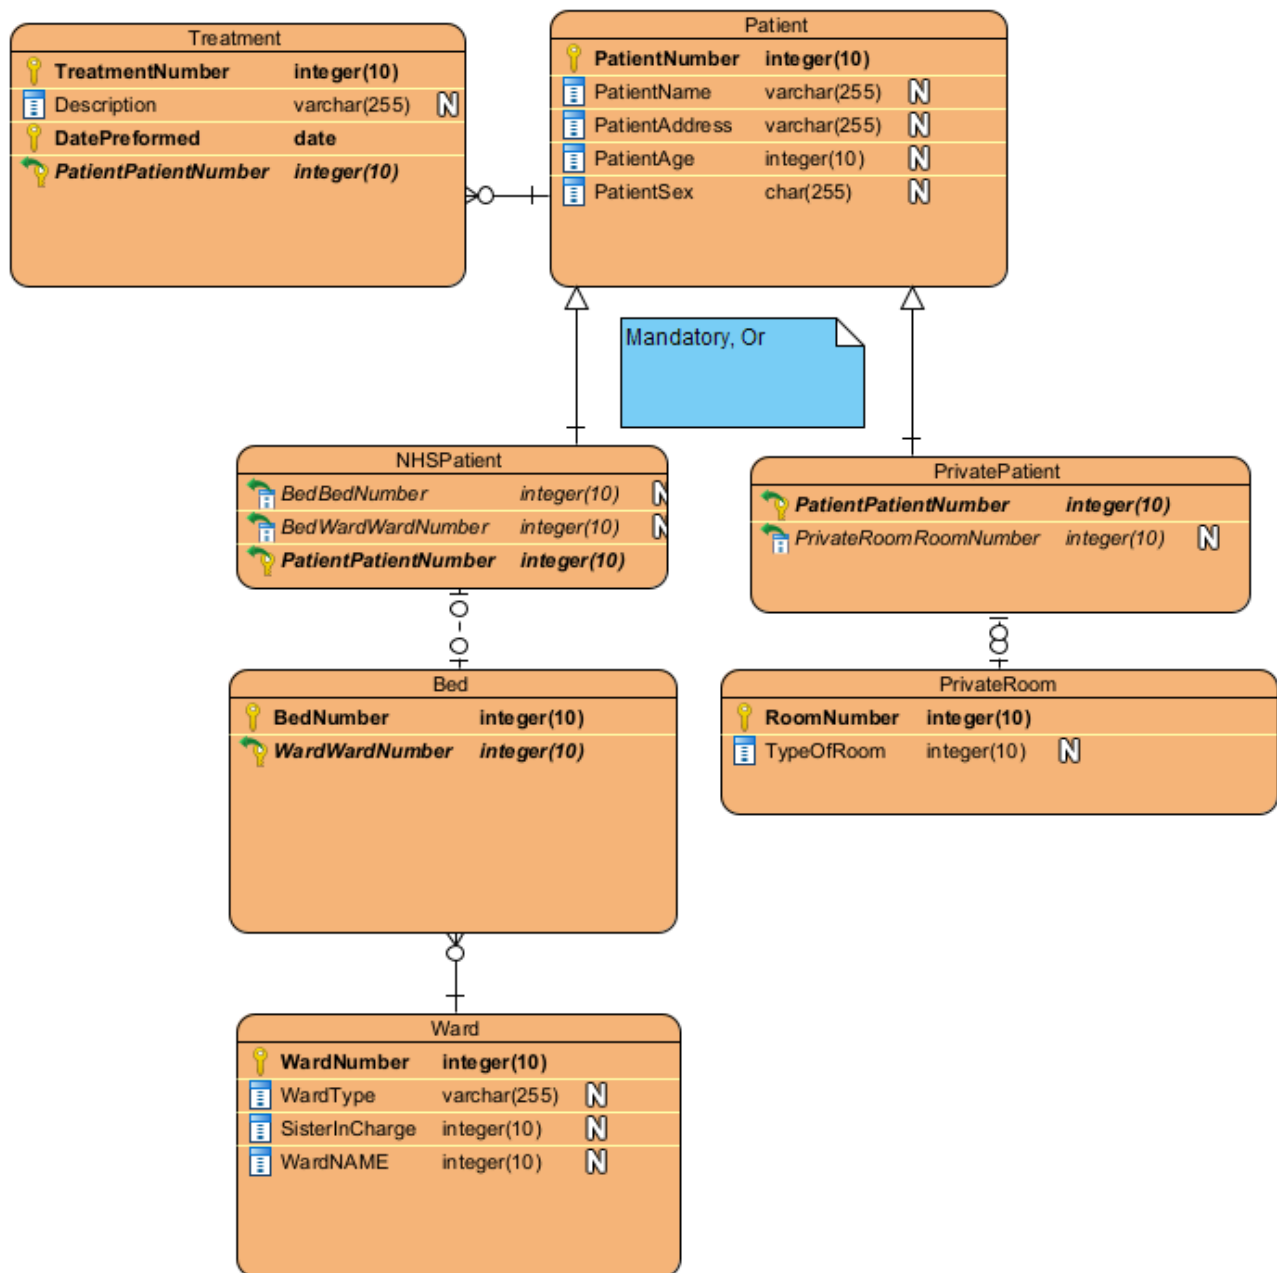 Treatment
TreatmentNumber integer(10)
Description varchar(255) N
DatePreformed date
PatientPatientNumber integer(10)
Patient
PatientNumber integer(10)
PatientName varchar(255) N
PatientAddress varchar(255) N
PatientAge integer(10) N
PatientSex char(255) N
Mandatory, Or
NHSPatient
BedBedNumber integer(10) N
BedWardWardNumber integer(10) N
PatientPatientNumber integer(10)
PrivatePatient
PatientPatientNumber integer(10)
PrivateRoomRoomNumber integer(10) N
Bed
BedNumber integer(10)
WardWardNumber integer(10)
PrivateRoom
RoomNumber integer(10)
TypeOfRoom integer(10) N
Ward
WardNumber integer(10)
WardType varchar(255) N
SisterInCharge integer(10) N
WardNAME integer(10) N